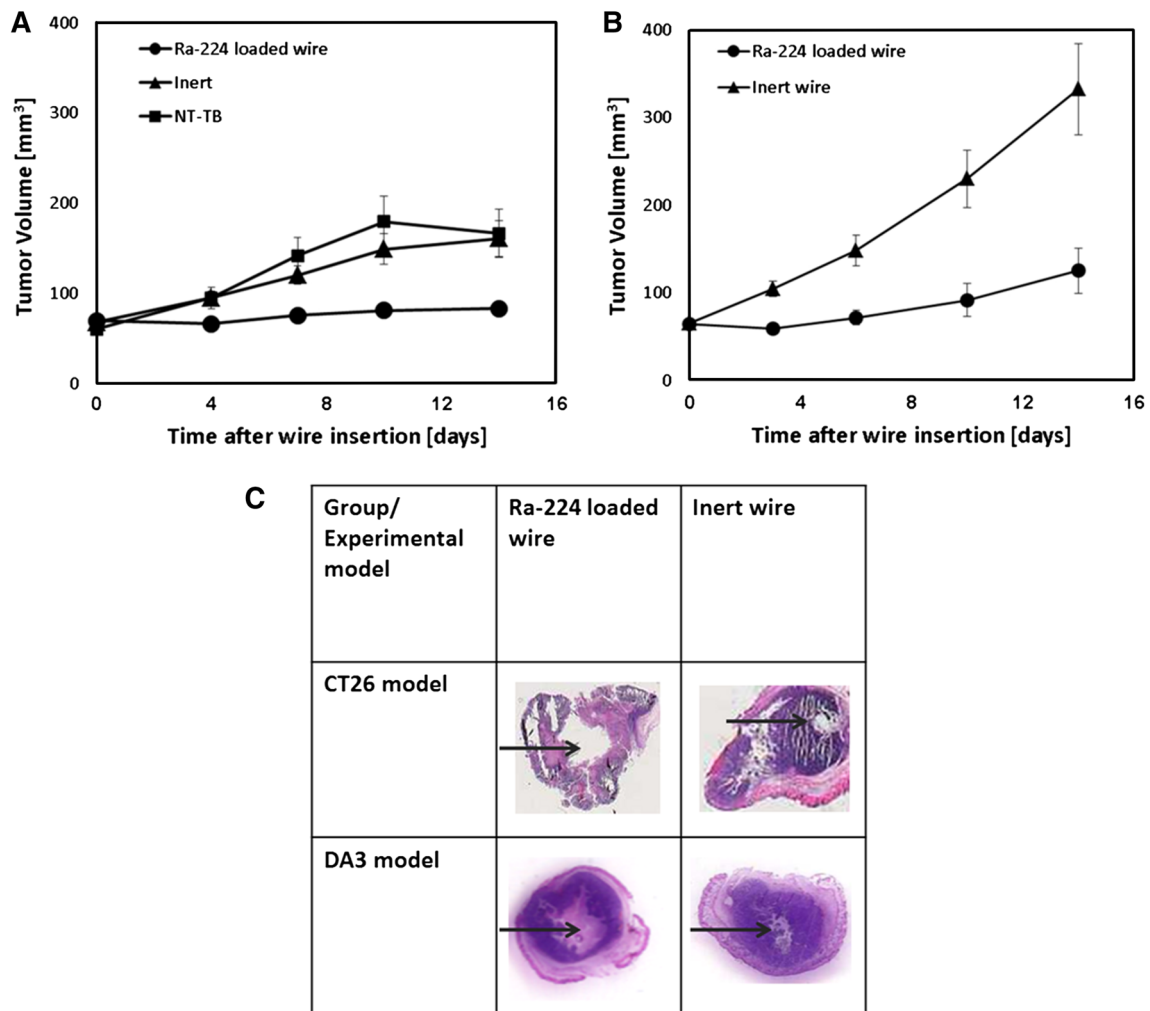 A
400
300
200
100
0
Tumor Volume [mm³]
Ra-224 loaded wire
Inert
NT-TB
0 4 8 12 16
Time after wire insertion [days]
B
400
300
200
100
0
Tumor Volume [mm³]
Ra-224 loaded wire
Inert wire
0 4 8 12 16
Time after wire insertion [days]
C
Group/
Experimental
model
Ra-224 loaded
wire
Inert wire
CT26 model
DA3 model